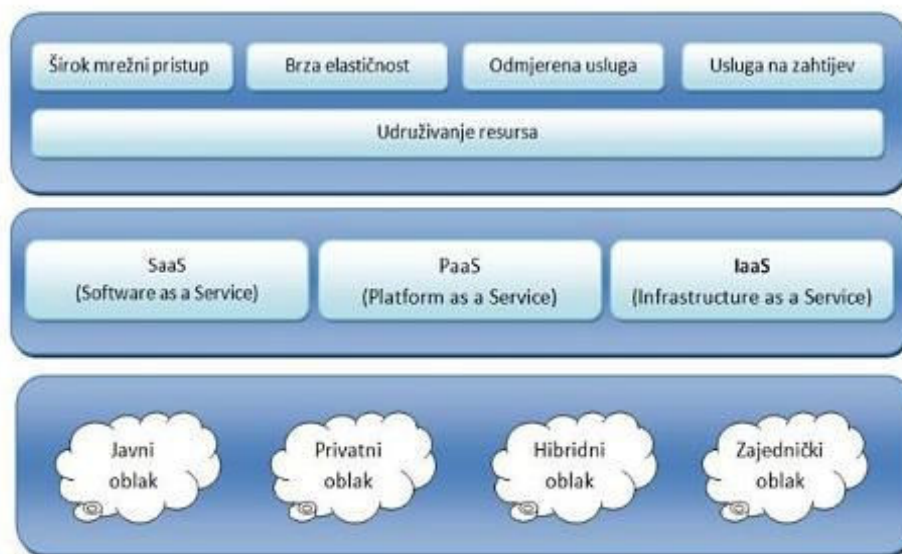 Širok mrežni pristup
Brza elastičnost
Odmjerena usluga
Usluga na zahtijev
Udruživanje resursa
SaaS
(Software as a Service)
PaaS
(Platform as a Service)
IaaS
(Infrastructure as a Service)
Javni
oblak
Privatni
oblak
Hibridni
oblak
Zajednički
oblak